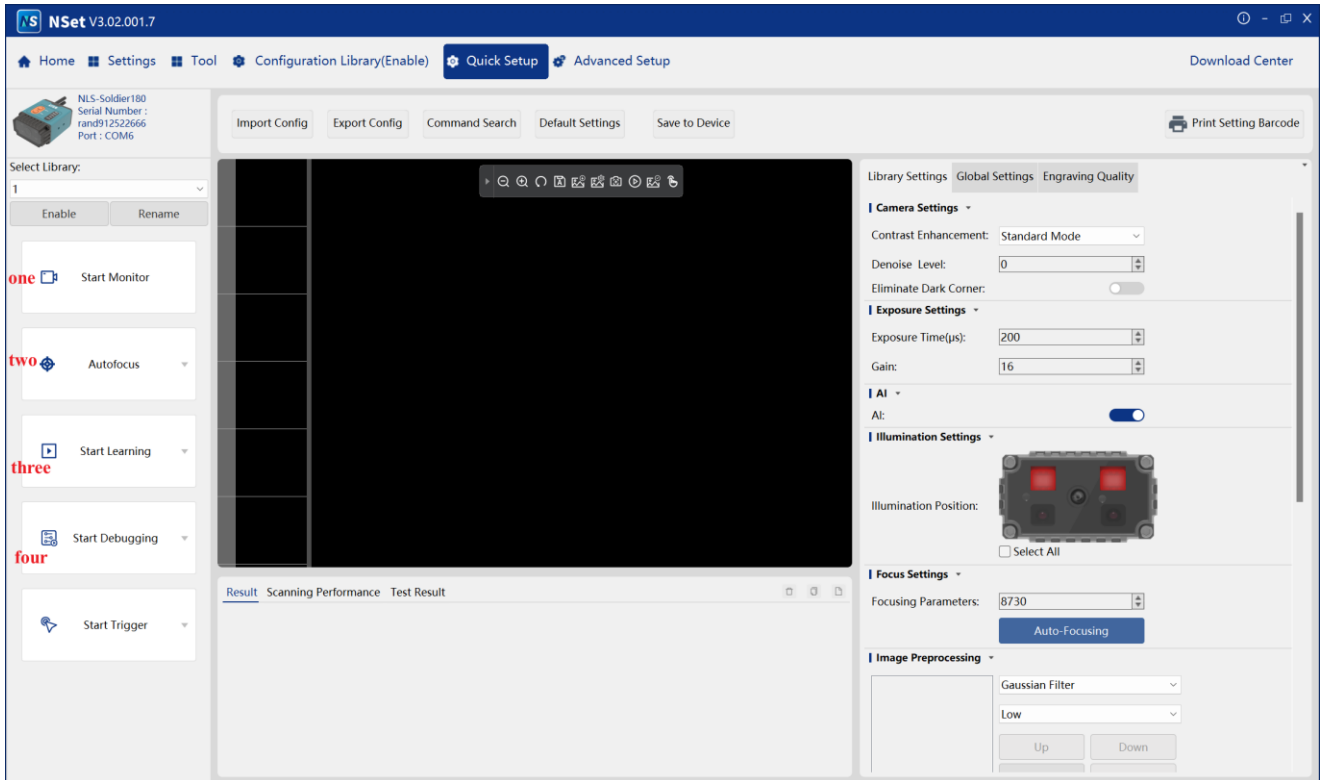 NS NSet V3.02.001.7
Home Settings Tool Configuration Library(Enable) Quick Setup Advanced Setup Download Center
NLS-Soldier180
Serial Number :
rand912522666
Port : COM6
Import Config Export Config Command Search Default Settings Save to Device Print Setting Barcode
Select Library:
1
Enable Rename
one Start Monitor
two Autofocus
Start Learning
three
Start Debugging
four
Start Trigger
Result Scanning Performance Test Result
Library Settings Global Settings Engraving Quality
Camera Settings
Contrast Enhancement: Standard Mode
Denoise Level: 0
Eliminate Dark Corner:
Exposure Settings
Exposure Time(μs): 200
Gain: 16
AI
AI:
Illumination Settings
Illumination Position:
Select All
Focus Settings
Focusing Parameters: 8730
Auto-Focusing
Image Preprocessing
Gaussian Filter
Low
Up Down